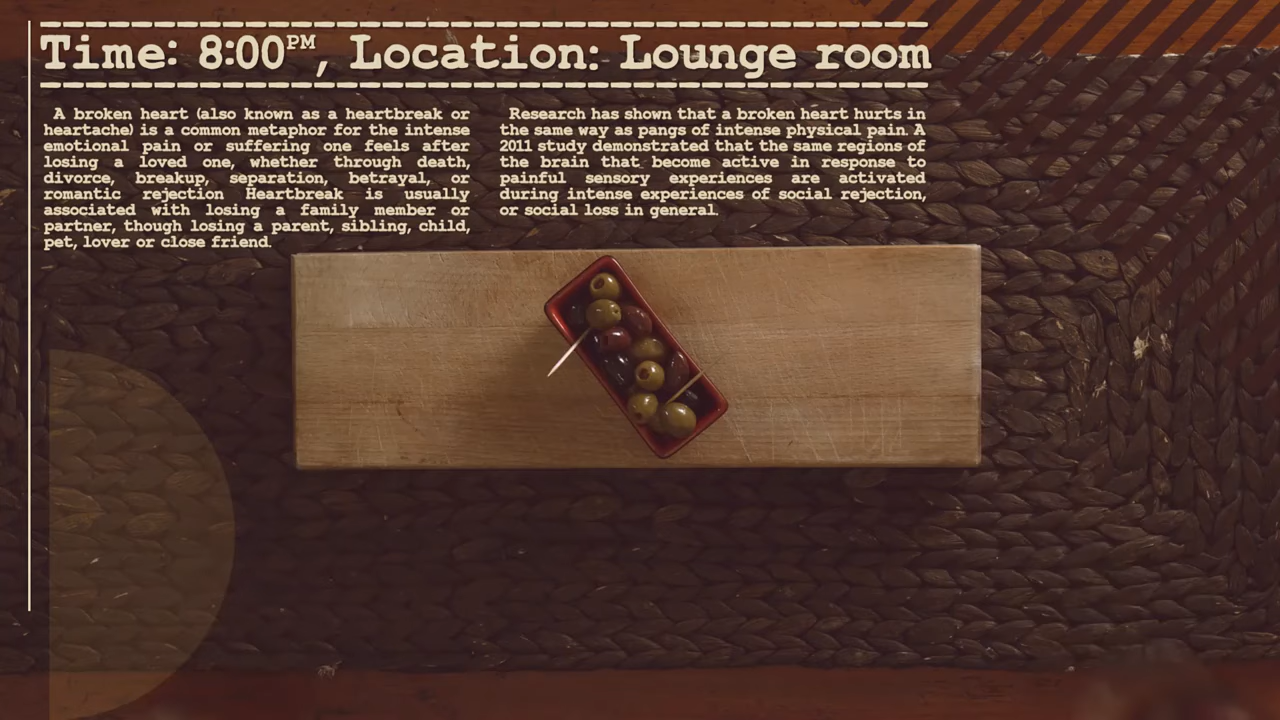 Time: 8:00PM, Location: Lounge room
A broken heart (also known as a heartbreak or
heartache) is a common metaphor for the intense
emotional pain or suffering one feels after
losing a loved one, whether through death,
divorce, breakup, separation, betrayal, or
romantic rejection Heartbreak is usually
associated with losing a family member or
partner, though losing a parent, sibling, child,
pet, lover or close friend.
Research has shown that a broken heart hurts in
the same way as pangs of intense physical pain. A
2011 study demonstrated that the same regions of
the brain that become active in response to
painful sensory experiences are activated
during intense experiences of social rejection,
or social loss in general.